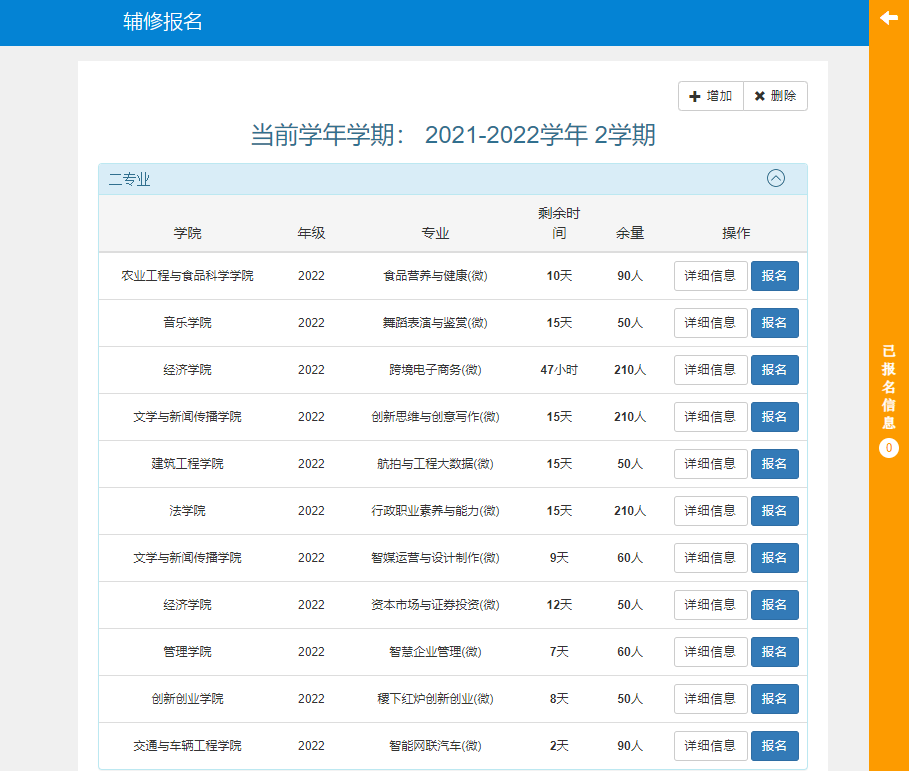 辅修报名
增加 删除
当前学年学期： 2021-2022学年 2学期
二专业
学院 年级 专业 剩余时间 余量 操作
农业工程与食品科学学院 2022 食品营养与健康(微) 10天 90人 详细信息 报名
音乐学院 2022 舞蹈表演与鉴赏(微) 15天 50人 详细信息 报名
经济学院 2022 跨境电子商务(微) 47小时 210人 详细信息 报名
文学与新闻传播学院 2022 创新思维与创意写作(微) 15天 210人 详细信息 报名
建筑工程学院 2022 航拍与工程大数据(微) 15天 50人 详细信息 报名
法学院 2022 行政职业素养与能力(微) 15天 210人 详细信息 报名
文学与新闻传播学院 2022 智媒运营与设计制作(微) 9天 60人 详细信息 报名
经济学院 2022 资本市场与证券投资(微) 12天 50人 详细信息 报名
管理学院 2022 智慧企业管理(微) 7天 60人 详细信息 报名
创新创业学院 2022 稷下红炉创新创业(微) 8天 50人 详细信息 报名
交通与车辆工程学院 2022 智能网联汽车(微) 2天 90人 详细信息 报名
已报名信息
0